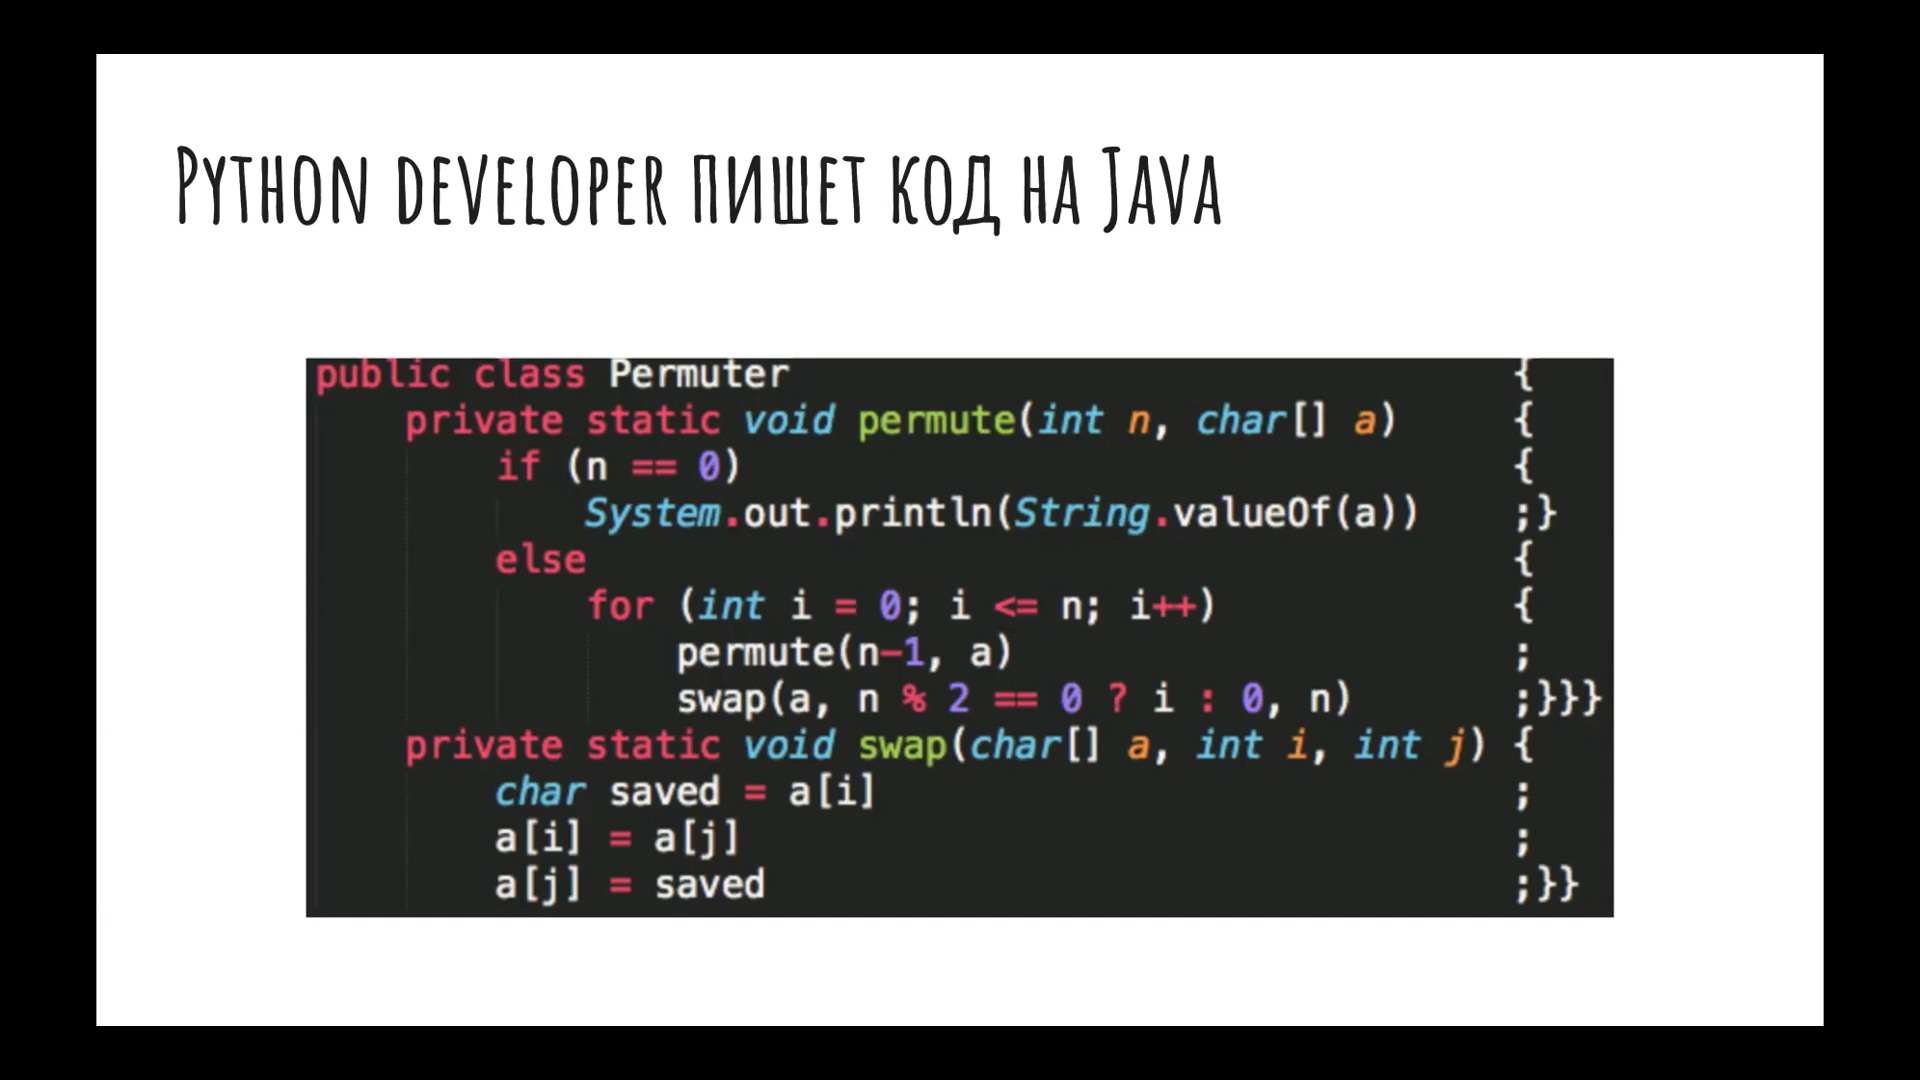 Python developer пишет код на Java
public class Permuter {
private static void permute(int n, char[] a) {
if (n == 0) {
System.out.println(String.valueOf(a)) ;}
else {
for (int i = 0; i <= n; i++) {
permute(n-1, a) ;
swap(a, n % 2 == 0 ? i : 0, n) ;}}}
private static void swap(char[] a, int i, int j) {
char saved = a[i] ;
a[i] = a[j] ;
a[j] = saved ;}}